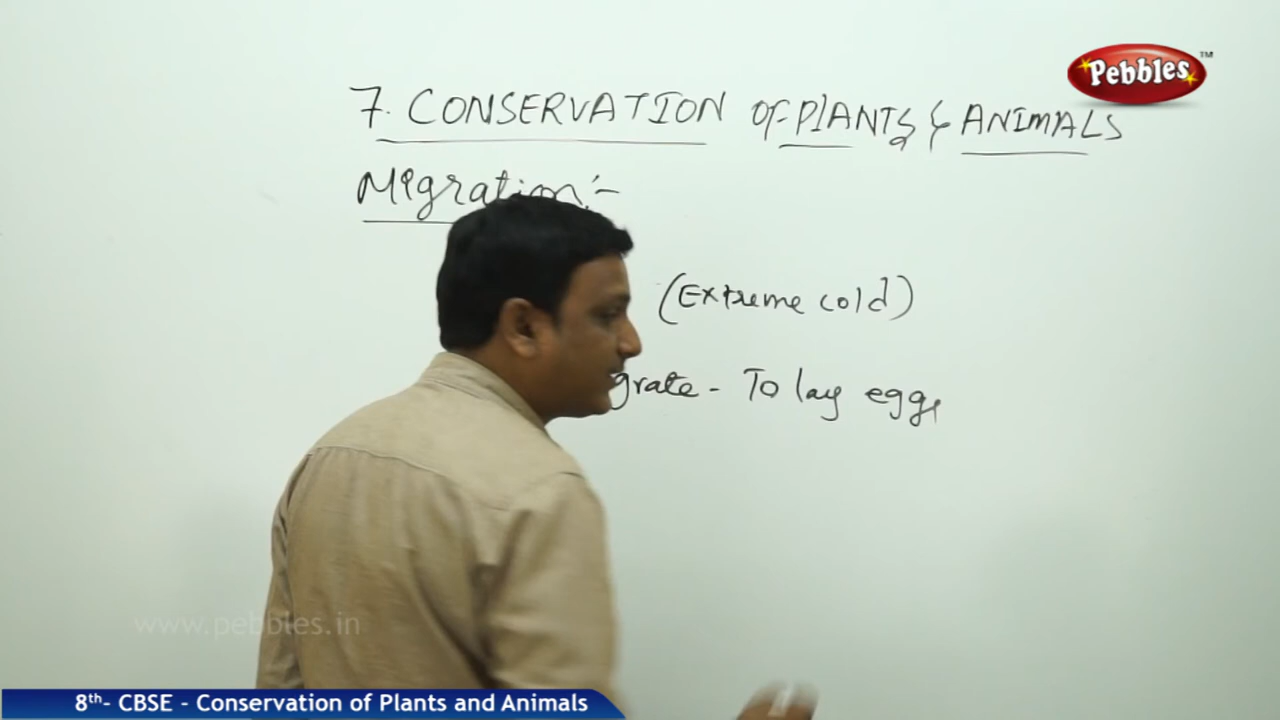 Pebbles™
7. CONSERVATION OF PLANTS & ANIMALS
Migration:-
(Extreme cold)
grate - To lay eggs
www.pebbles.in
8th- CBSE - Conservation of Plants and Animals